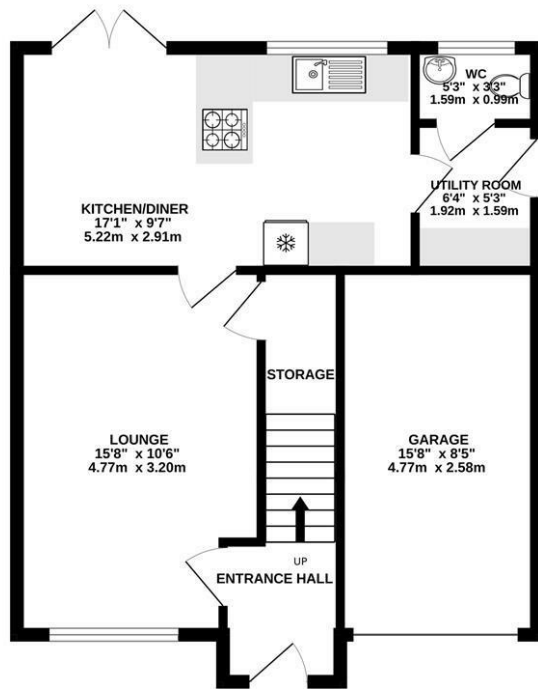 WC
5'3" x 3'3"
1.59m x 0.99m
UTILITY ROOM
6'4" x 5'3"
1.92m x 1.59m
KITCHEN/DINER
17'1" x 9'7"
5.22m x 2.91m
STORAGE
LOUNGE
15'8" x 10'6"
4.77m x 3.20m
GARAGE
15'8" x 8'5"
4.77m x 2.58m
UP
ENTRANCE HALL